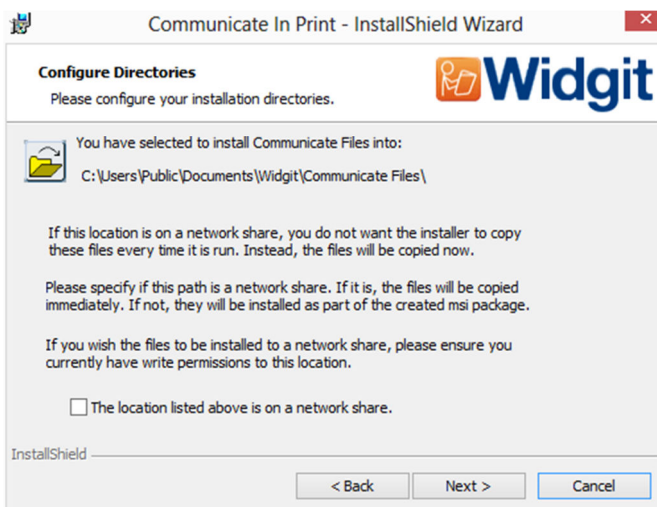 Communicate In Print - InstallShield Wizard
Configure Directories
Please configure your installation directories.
Widgit
You have selected to install Communicate Files into:
C:\Users\Public\Documents\Widgit\Communicate Files\
If this location is on a network share, you do not want the installer to copy
these files every time it is run. Instead, the files will be copied now.
Please specify if this path is a network share. If it is, the files will be copied
immediately. If not, they will be installed as part of the created msi package.
If you wish the files to be installed to a network share, please ensure you
currently have write permissions to this location.
The location listed above is on a network share.
InstallShield
< Back
Next >
Cancel